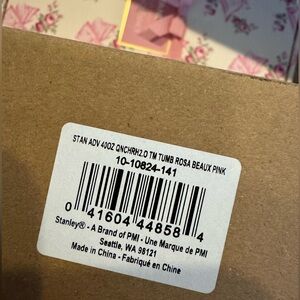 STAN ADV 40OZ QNCHRH2.O TM TUMB ROSA BEAUX PINK
10-10824-141
0 41604 44858 4
Stanley® - A Brand of PMI - Une Marque de PMI
Seattle, WA 98121
Made in China - Fabriqué en Chine